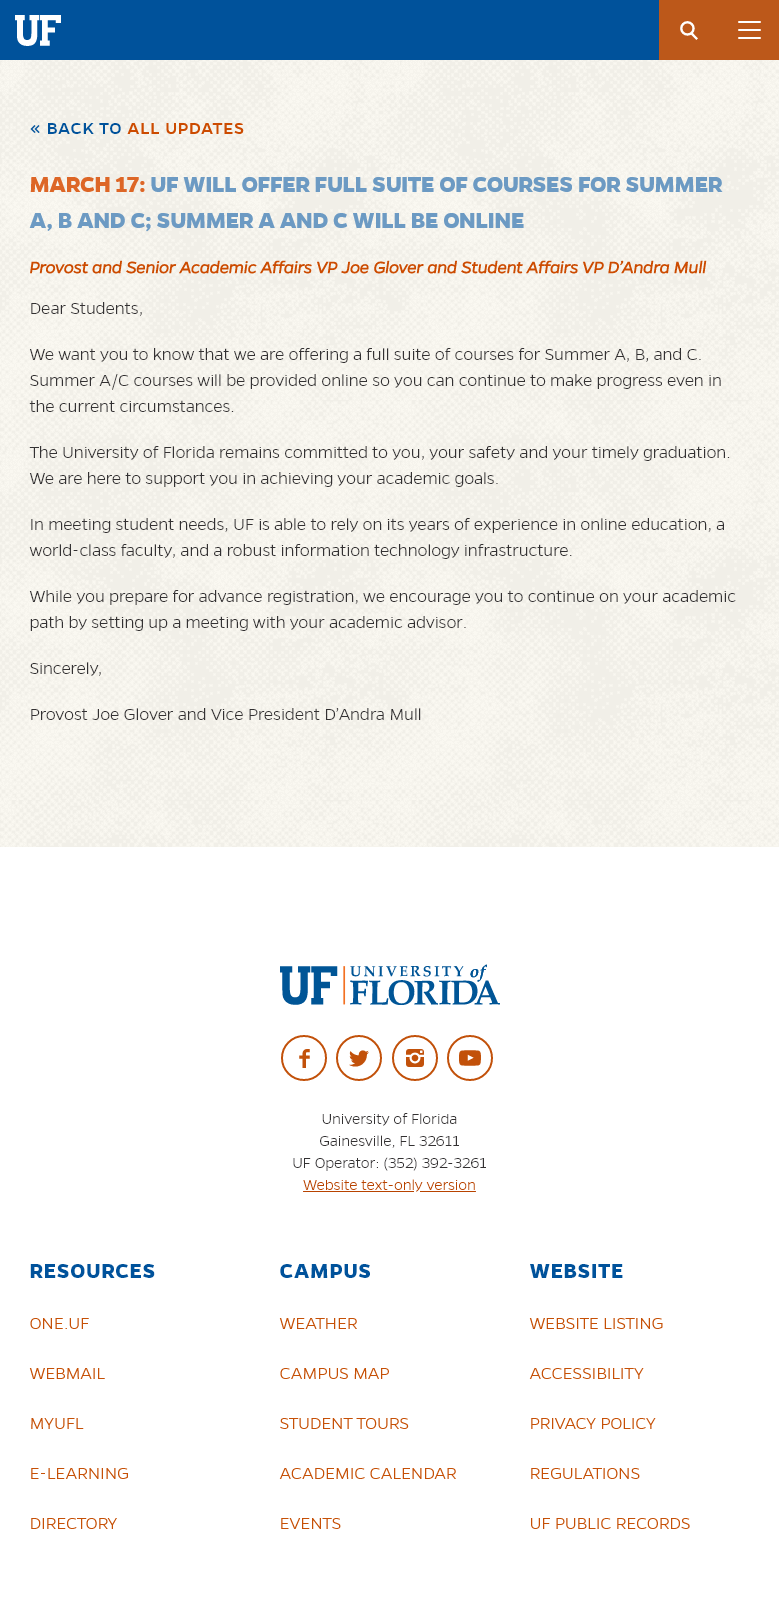 UF
« BACK TO ALL UPDATES
MARCH 17: UF WILL OFFER FULL SUITE OF COURSES FOR SUMMER
A, B AND C; SUMMER A AND C WILL BE ONLINE
Provost and Senior Academic Affairs VP Joe Glover and Student Affairs VP D’Andra Mull
Dear Students,
We want you to know that we are offering a full suite of courses for Summer A, B, and C.
Summer A/C courses will be provided online so you can continue to make progress even in
the current circumstances.
The University of Florida remains committed to you, your safety and your timely graduation.
We are here to support you in achieving your academic goals.
In meeting student needs, UF is able to rely on its years of experience in online education, a
world-class faculty, and a robust information technology infrastructure.
While you prepare for advance registration, we encourage you to continue on your academic
path by setting up a meeting with your academic advisor.
Sincerely,
Provost Joe Glover and Vice President D’Andra Mull
UF UNIVERSITY of
FLORIDA
University of Florida
Gainesville, FL 32611
UF Operator: (352) 392-3261
Website text-only version
RESOURCES
ONE.UF
WEBMAIL
MYUFL
E-LEARNING
DIRECTORY
CAMPUS
WEATHER
CAMPUS MAP
STUDENT TOURS
ACADEMIC CALENDAR
EVENTS
WEBSITE
WEBSITE LISTING
ACCESSIBILITY
PRIVACY POLICY
REGULATIONS
UF PUBLIC RECORDS